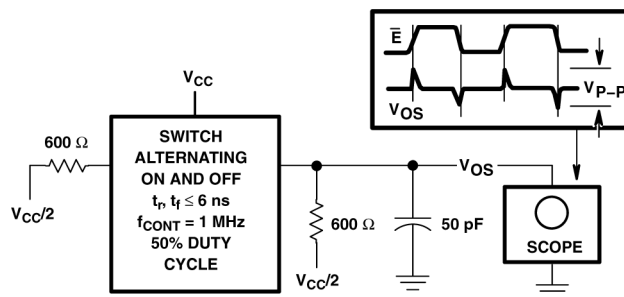 E̅
V_OS
V_P–P
V_CC
600 Ω
V_CC/2
SWITCH
ALTERNATING
ON AND OFF
t_r, t_f ≤ 6 ns
f_CONT = 1 MHz
50% DUTY
CYCLE
600 Ω
V_CC/2
50 pF
V_OS
SCOPE